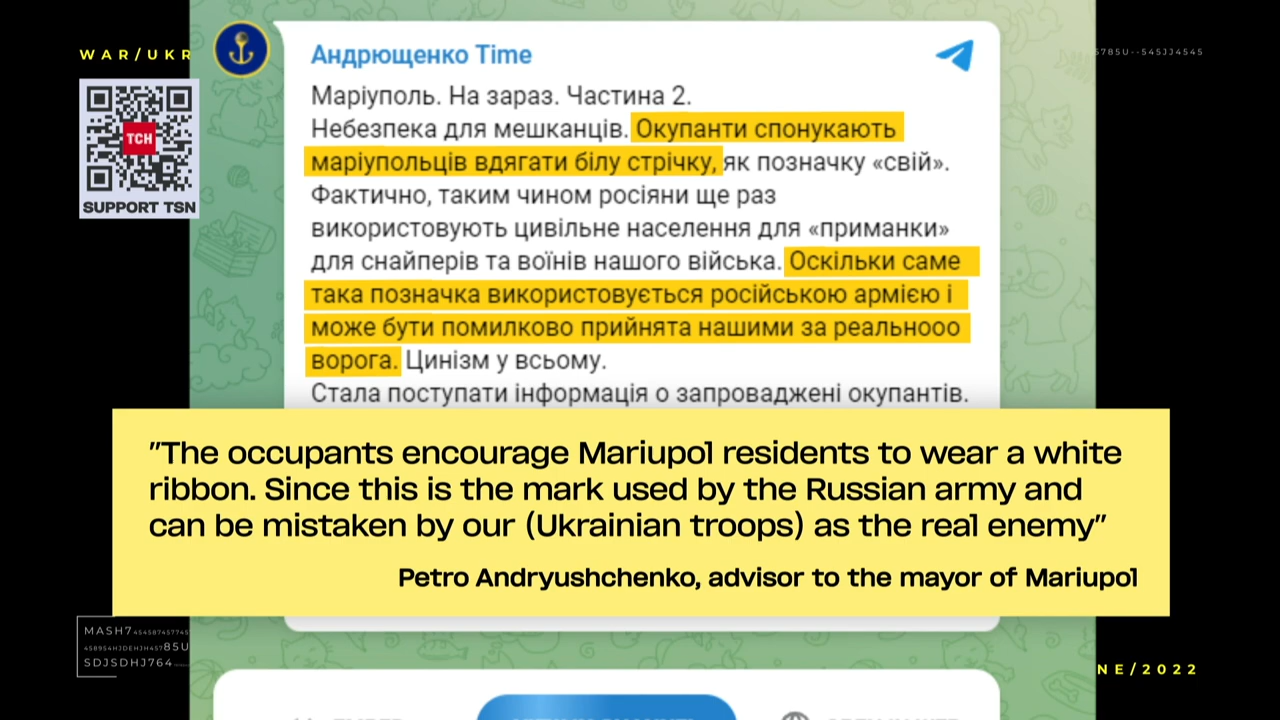 WAR/UKR
5785U--545JJ4545
ТСН
SUPPORT TSN
Андрющенко Time
Маріуполь. На зараз. Частина 2.
Небезпека для мешканців. Окупанти спонукають
маріупольців вдягати білу стрічку, як позначку «свій».
Фактично, таким чином росіяни ще раз
використовують цивільне населення для «приманки»
для снайперів та воїнів нашого війська. Оскільки саме
така позначка використовується російською армією і
може бути помилково прийнята нашими за реальнооо
ворога. Цинізм у всьому.
Стала поступати інформація о запроваджені окупантів.
"The occupants encourage Mariupol residents to wear a white
ribbon. Since this is the mark used by the Russian army and
can be mistaken by our (Ukrainian troops) as the real enemy"
Petro Andryushchenko, advisor to the mayor of Mariupol
MASH7
85U
SDJSDHJ764
NE/2022